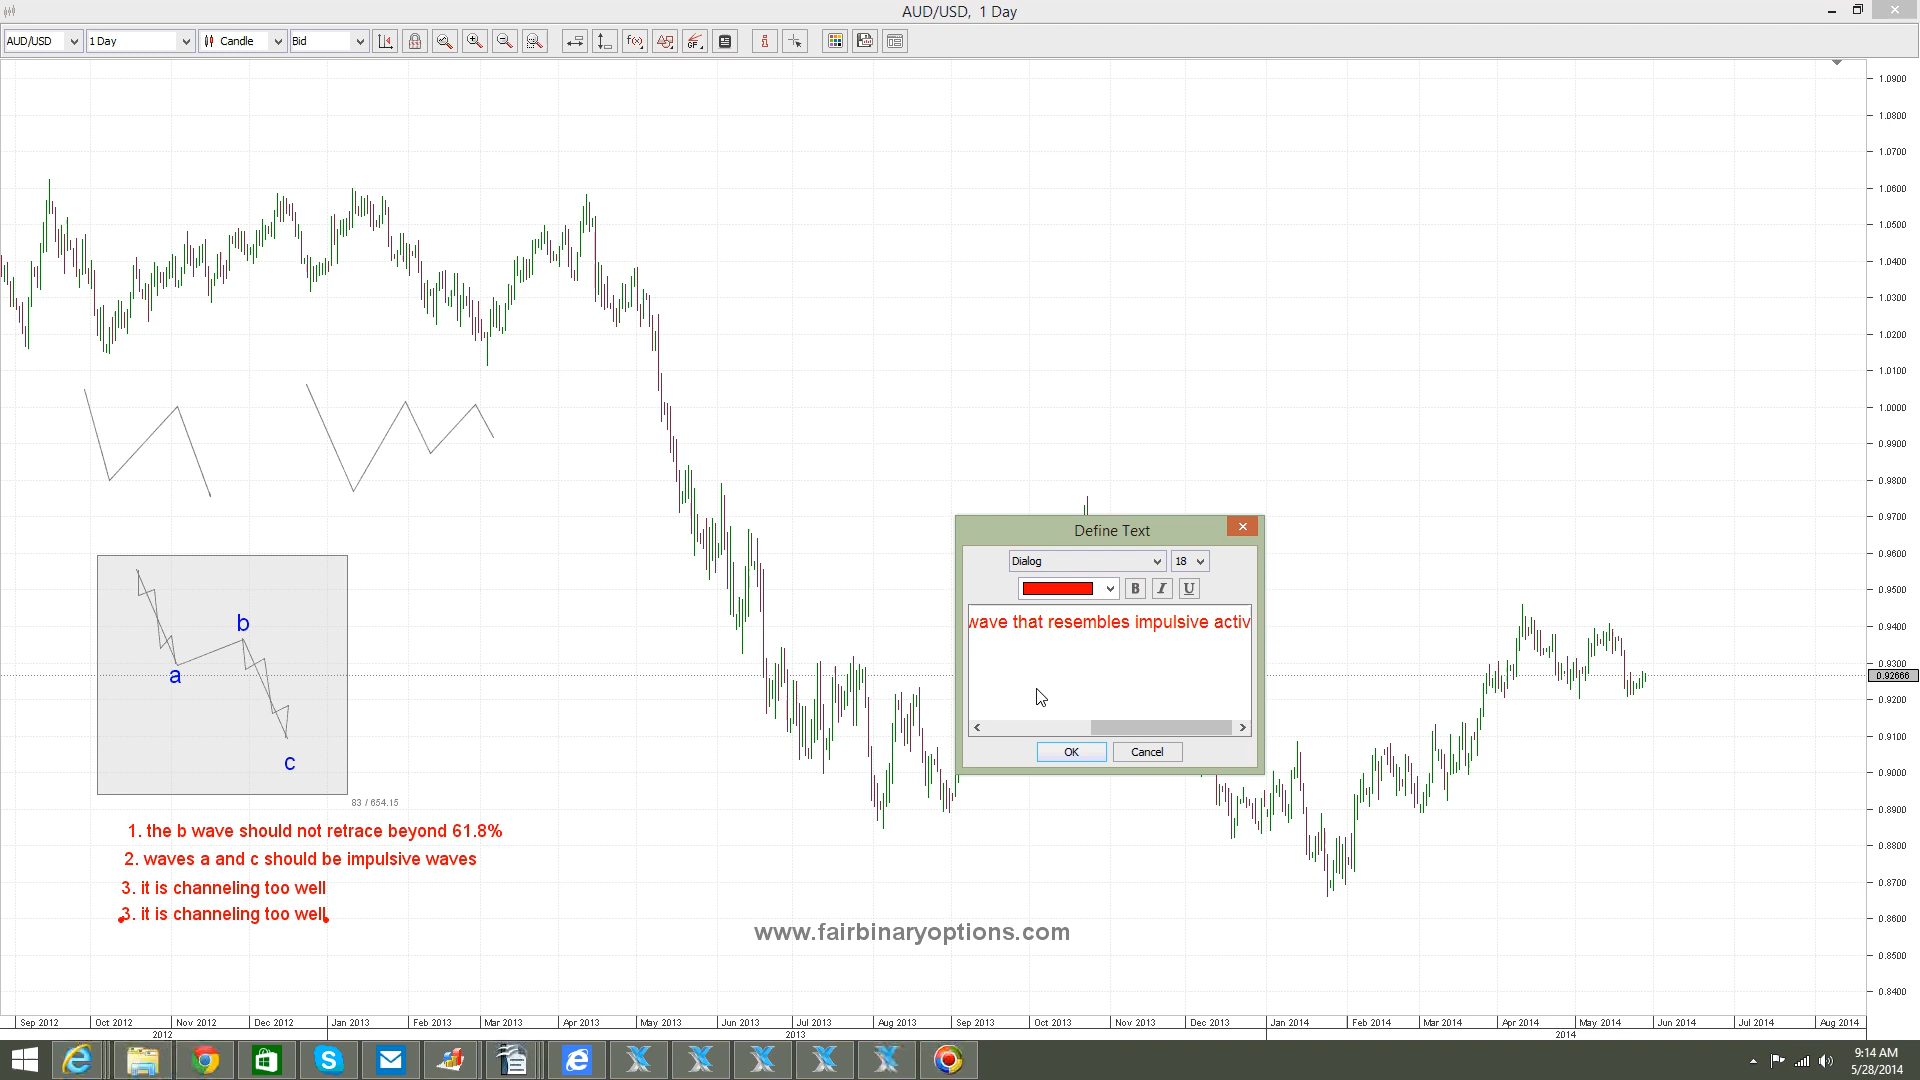 AUD/USD, 1 Day
AUD/USD 1 Day Candle Bid
f(x) GF i
1.0900
1.0800
1.0700
1.0600
1.0500
1.0400
1.0300
1.0200
1.0100
1.0000
0.9900
0.9800
0.9700
0.9600
0.9500
0.9400
0.9300
0.92666
0.9200
0.9100
0.9000
0.8900
0.8800
0.8700
0.8600
0.8500
0.8400
Define Text
Dialog 18
B I U
wave that resembles impulsive activ
OK Cancel
b
a
c
83 / 654.15
1. the b wave should not retrace beyond 61.8%
2. waves a and c should be impulsive waves
3. it is channeling too well
3. it is channeling too well
www.fairbinaryoptions.com
Sep 2012 Oct 2012 Nov 2012 Dec 2012 Jan 2013 Feb 2013 Mar 2013 Apr 2013 May 2013 Jun 2013 Jul 2013 Aug 2013 Sep 2013 Oct 2013 Nov 2013 Dec 2013 Jan 2014 Feb 2014 Mar 2014 Apr 2014 May 2014 Jun 2014 Jul 2014 Aug 2014
2012 2013 2014
9:14 AM
5/28/2014